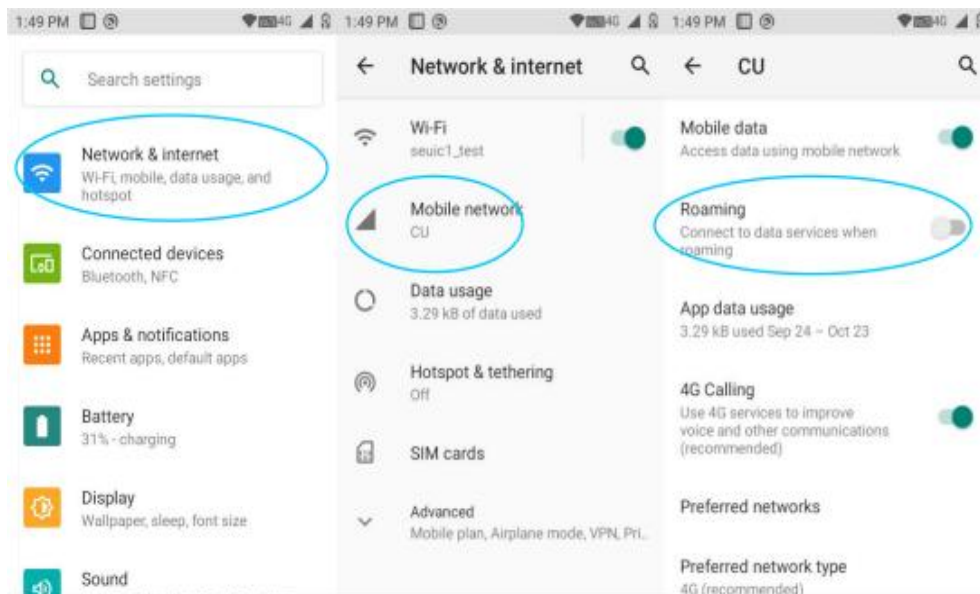 1:49 PM
4G
Search settings
Network & internet
Wi-Fi, mobile, data usage, and
hotspot
Connected devices
Bluetooth, NFC
Apps & notifications
Recent apps, default apps
Battery
31% - charging
Display
Wallpaper, sleep, font size
Sound
1:49 PM
4G
Network & internet
Wi-Fi
seuic1_test
Mobile network
CU
Data usage
3.29 kB of data used
Hotspot & tethering
Off
SIM cards
Advanced
Mobile plan, Airplane mode, VPN, Pri..
1:49 PM
4G
CU
Mobile data
Access data using mobile network
Roaming
Connect to data services when
roaming
App data usage
3.29 kB used Sep 24 – Oct 23
4G Calling
Use 4G services to improve
voice and other communications
(recommended)
Preferred networks
Preferred network type
4G (recommended)